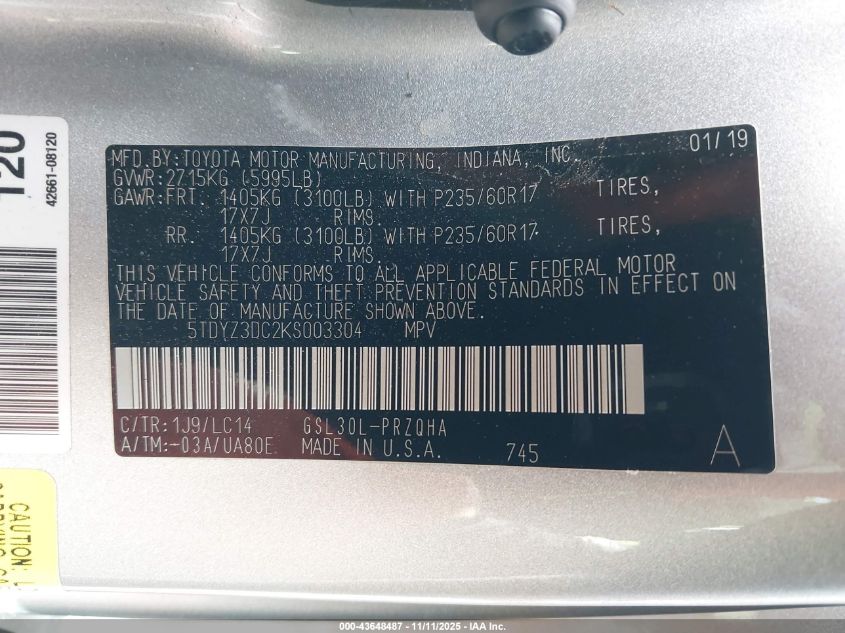 MFD.BY:TOYOTA MOTOR MANUFACTURING, INDIANA, INC. 01/19
GVWR:2715KG (5995LB)
GAWR:FRT. 1405KG (3100LB) WITH P235/60R17 TIRES,
17X7J RIMS.
RR. 1405KG (3100LB) WITH P235/60R17 TIRES,
17X7J RIMS.
THIS VEHICLE CONFORMS TO ALL APPLICABLE FEDERAL MOTOR
VEHICLE SAFETY AND THEFT PREVENTION STANDARDS IN EFFECT ON
THE DATE OF MANUFACTURE SHOWN ABOVE.
5TDYZ3DC2KS003304 MPV
C/TR:1J9/LC14 GSL30L-PRZQHA
A/TM:-03A/UA80E MADE IN U.S.A. 745 A
120
42661-08120
CAUTION:
000-43648487 - 11/11/2025 - IAA Inc.